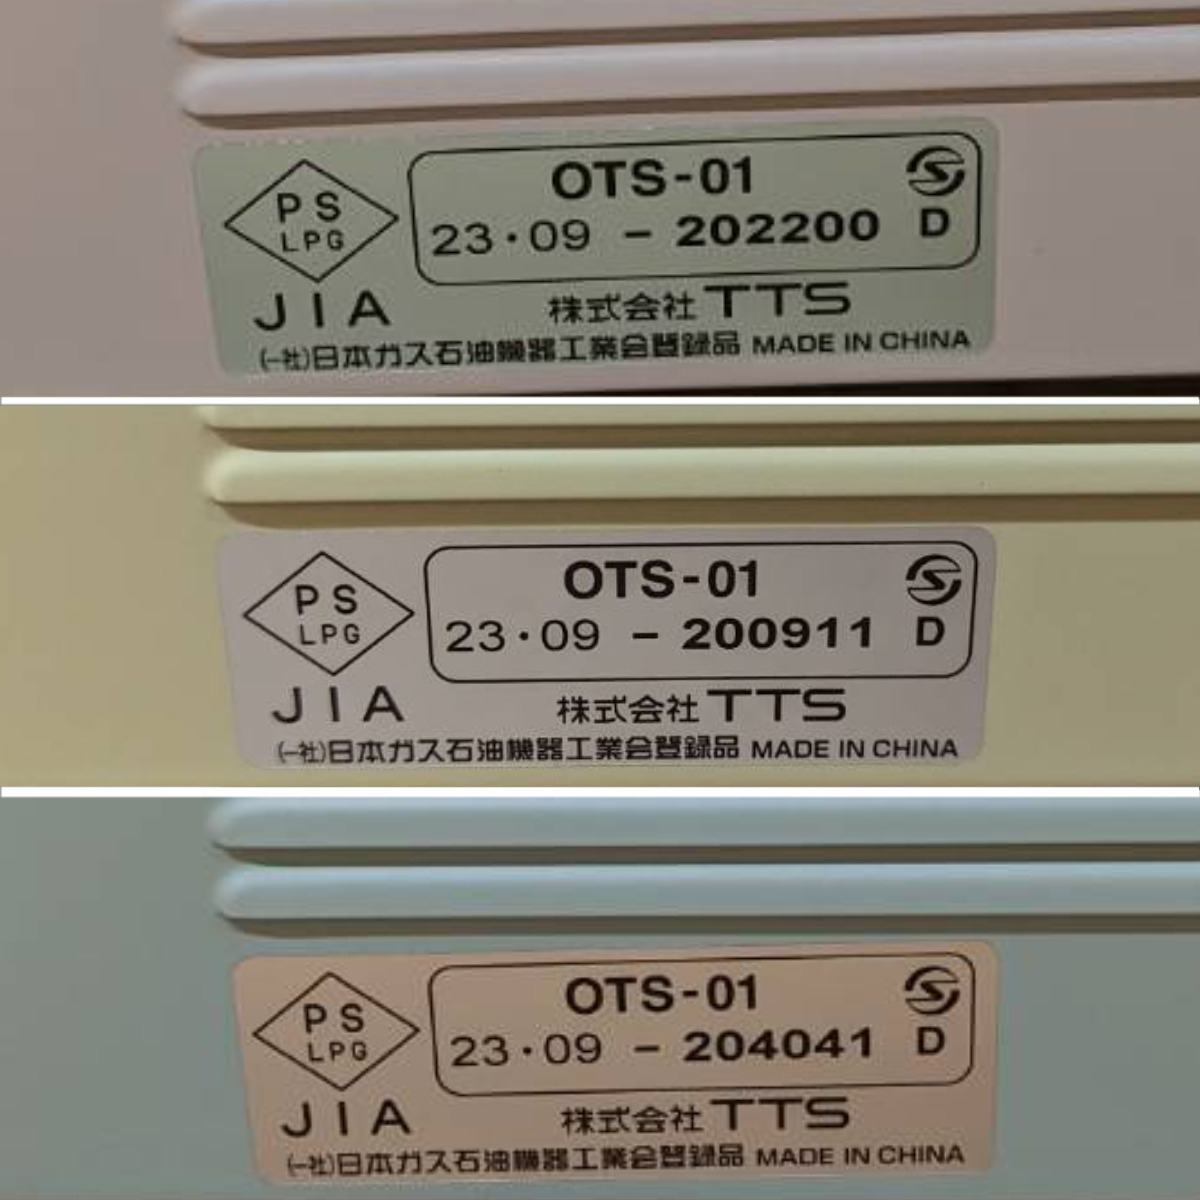 PS
LPG
JIA
OTS-01
23・09 - 202200 D
株式会社 TTS
(一社)日本ガス石油機器工業会登録品 MADE IN CHINA
PS
LPG
JIA
OTS-01
23・09 - 200911 D
株式会社 TTS
(一社)日本ガス石油機器工業会登録品 MADE IN CHINA
PS
LPG
JIA
OTS-01
23・09 - 204041 D
株式会社 TTS
(一社)日本ガス石油機器工業会登録品 MADE IN CHINA